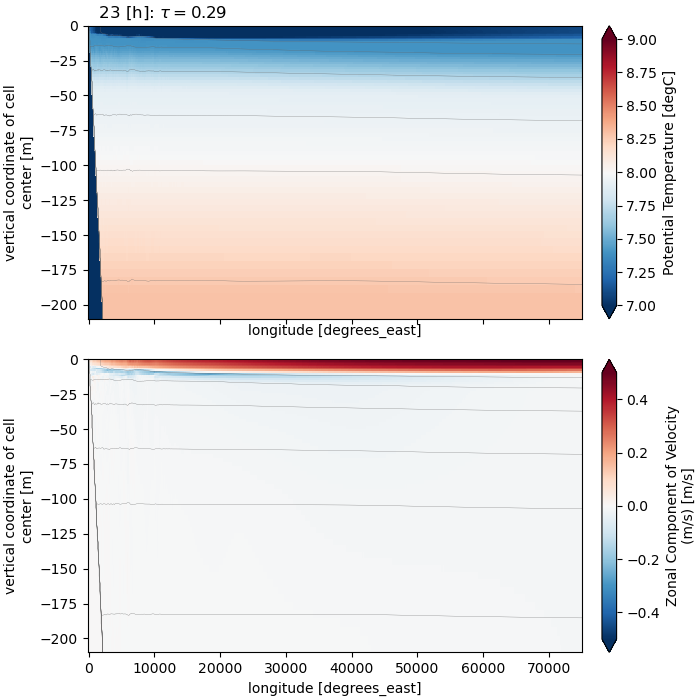 23 [h]: τ = 0.29
0
−25
−50
−75
−100
−125
−150
−175
−200
vertical coordinate of cell
center [m]
longitude [degrees_east]
9.00
8.75
8.50
8.25
8.00
7.75
7.50
7.25
7.00
Potential Temperature [degC]
0
−25
−50
−75
−100
−125
−150
−175
−200
vertical coordinate of cell
center [m]
0 10000 20000 30000 40000 50000 60000 70000
longitude [degrees_east]
0.4
0.2
0.0
−0.2
−0.4
Zonal Component of Velocity
(m/s) [m/s]